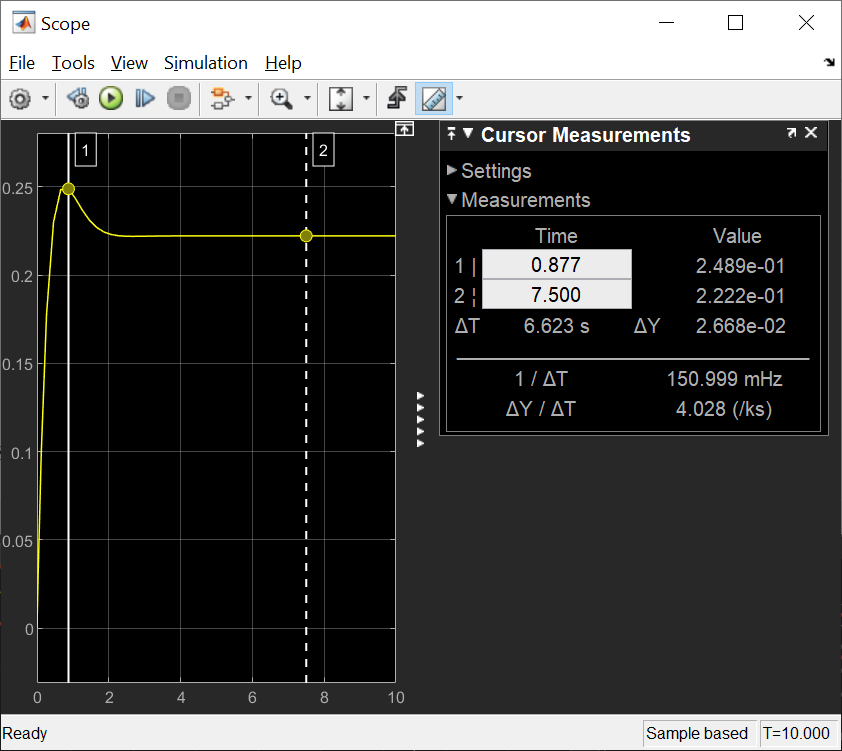 Scope
File Tools View Simulation Help
1
2
0.25
0.2
0.15
0.1
0.05
0
0 2 4 6 8 10
Cursor Measurements
Settings
Measurements
Time Value
1 | 0.877 2.489e-01
2 ¦ 7.500 2.222e-01
ΔT 6.623 s ΔY 2.668e-02
1 / ΔT 150.999 mHz
ΔY / ΔT 4.028 (/ks)
Ready Sample based T=10.000